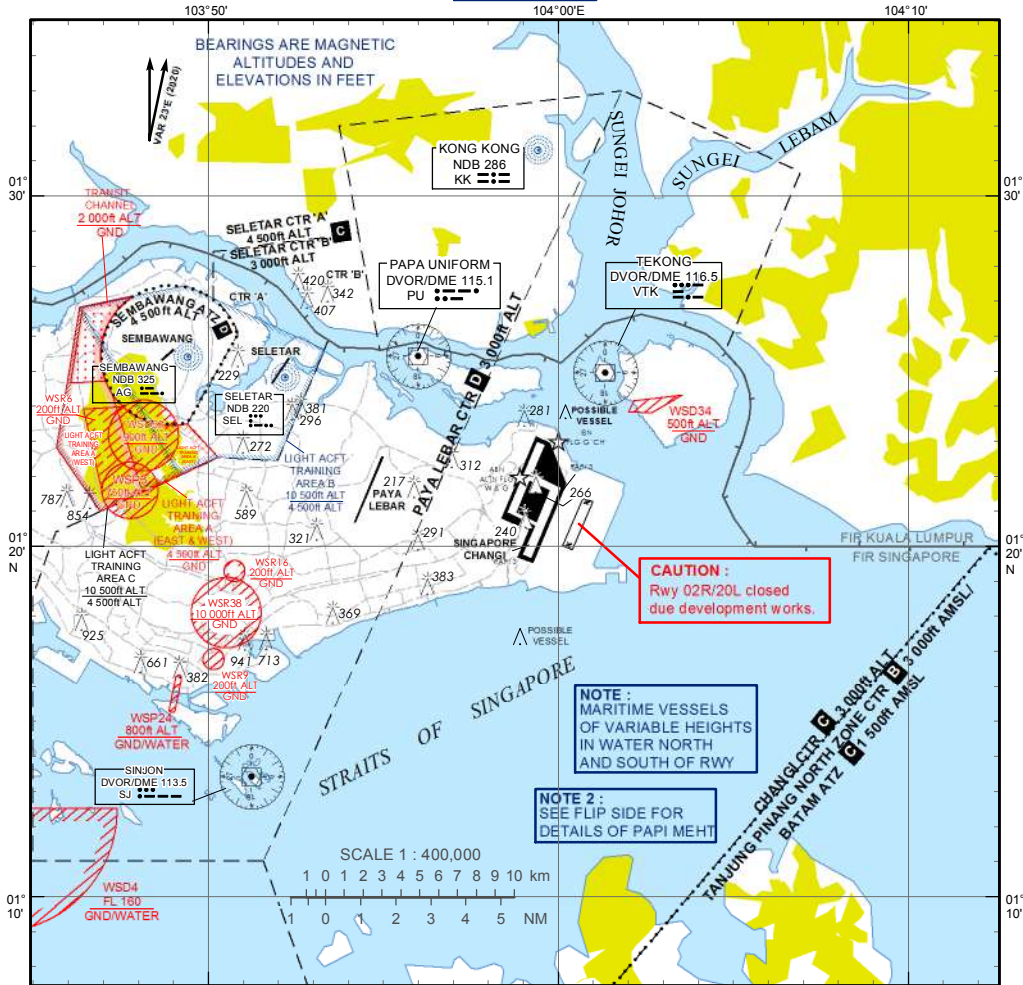 103°50'
104°00'
104°10'
BEARINGS ARE MAGNETIC
ALTITUDES AND
ELEVATIONS IN FEET
VAR 23'E (2020)
KONG KONG
NDB 286
KK
SUNGEI JOHOR
SUNGEI LEBAM
01°
30'
01°
30'
TRANSIT
CHANNEL
2 000ft ALT
GND
SELETAR CTR 'A'
4 500ft ALT
SELETAR CTR 'B'
3 000ft ALT
C
PAPA UNIFORM
DVOR/DME 115.1
PU
TEKONG
DVOR/DME 116.5
VTK
420
CTR 'B'
342
407
CTR 'A'
SEMBAWANG ATZ D
4 500ft ALT
SEMBAWANG
SELETAR
SEMBAWANG
NDB 325
AG
229
SELETAR
NDB 220
SEL
PAYA LEBAR CTR D 3 000ft ALT
WSR6
200ft ALT
GND
LIGHT ACFT
TRAINING
AREA A
(WEST)
GND
GND
381
296
272
281
POSSIBLE
VESSEL
WSD34
500ft ALT
GND
LIGHT ACFT
TRAINING
AREA B
10 500ft ALT
4 500ft ALT
312
217
PAYA
LEBAR
787
854
589
LIGHT ACFT
TRAINING
AREA A
(EAST & WEST)
4 500ft ALT
GND
321
291
240
266
SINGAPORE
CHANGI
FIR KUALA LUMPUR
FIR SINGAPORE
01°
20'
N
01°
20'
N
LIGHT ACFT
TRAINING
AREA C
10 500ft ALT
4 500ft ALT
WSR16
200ft ALT
GND
383
CAUTION :
Rwy 02R/20L closed
due development works.
WSR38
10 000ft ALT
GND
369
925
POSSIBLE
VESSEL
661
382
941
713
WSR9
200ft ALT
GND
WSP24
800ft ALT
GND/WATER
STRAITS OF SINGAPORE
NOTE :
MARITIME VESSELS
OF VARIABLE HEIGHTS
IN WATER NORTH
AND SOUTH OF RWY
NOTE 2 :
SEE FLIP SIDE FOR
DETAILS OF PAPI MEHT
SINJON
DVOR/DME 113.5
SJ
CHANGI CTR C 3 000ft ALT
TANJUNG PINANG NORTH ZONE CTR B 3 000ft AMSL/
BATAM ATZ C 1 500ft AMSL
WSD4
FL 160
GND/WATER
SCALE 1 : 400,000
1 0 1 2 3 4 5 6 7 8 9 10 km
1 0 1 2 3 4 5 NM
01°
10'
01°
10'